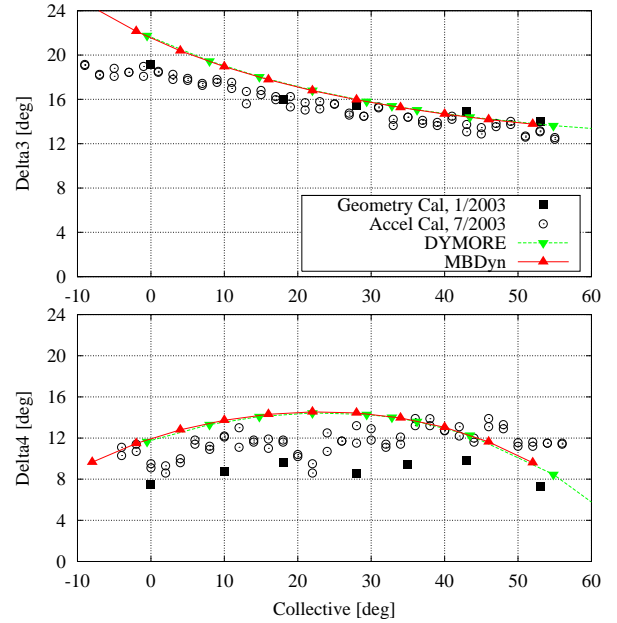 24
20
16
12
8
4
0
Delta3 [deg]
Geometry Cal, 1/2003
Accel Cal, 7/2003
DYMORE
MBDyn
-10 0 10 20 30 40 50 60
24
20
16
12
8
4
0
Delta4 [deg]
-10 0 10 20 30 40 50 60
Collective [deg]